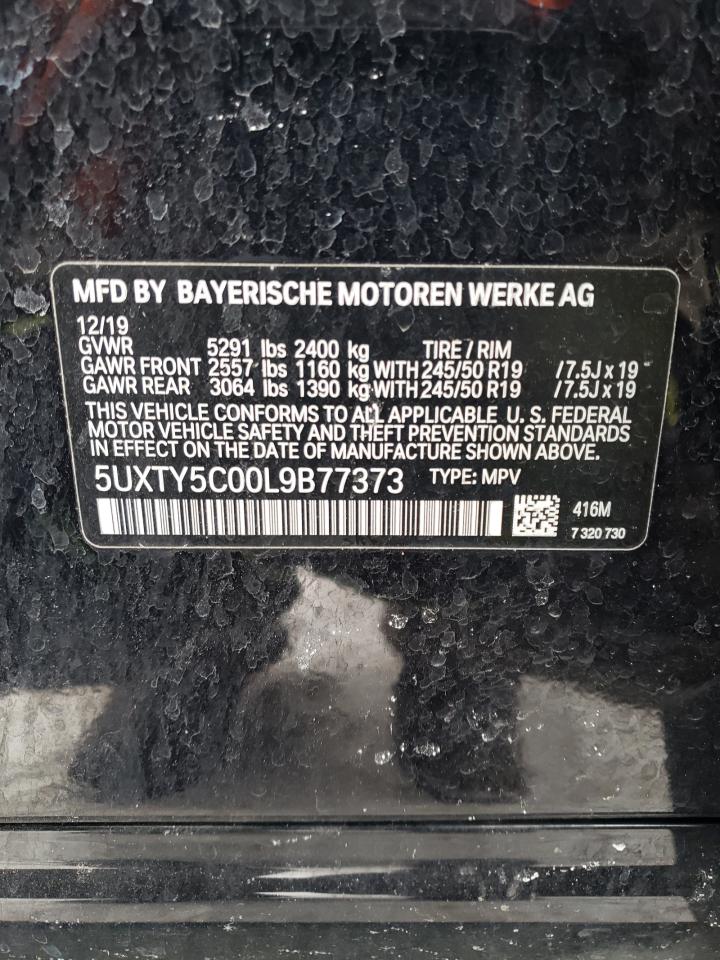 MFD BY BAYERISCHE MOTOREN WERKE AG
12/19
GVWR 5291 lbs 2400 kg TIRE / RIM
GAWR FRONT 2557 lbs 1160 kg WITH 245/50 R19 / 7.5J x 19
GAWR REAR 3064 lbs 1390 kg WITH 245/50 R19 / 7.5J x 19
THIS VEHICLE CONFORMS TO ALL APPLICABLE U. S. FEDERAL
MOTOR VEHICLE SAFETY AND THEFT PREVENTION STANDARDS
IN EFFECT ON THE DATE OF MANUFACTURE SHOWN ABOVE.
5UXTY5C00L9B77373 TYPE: MPV
416M
7 320 730